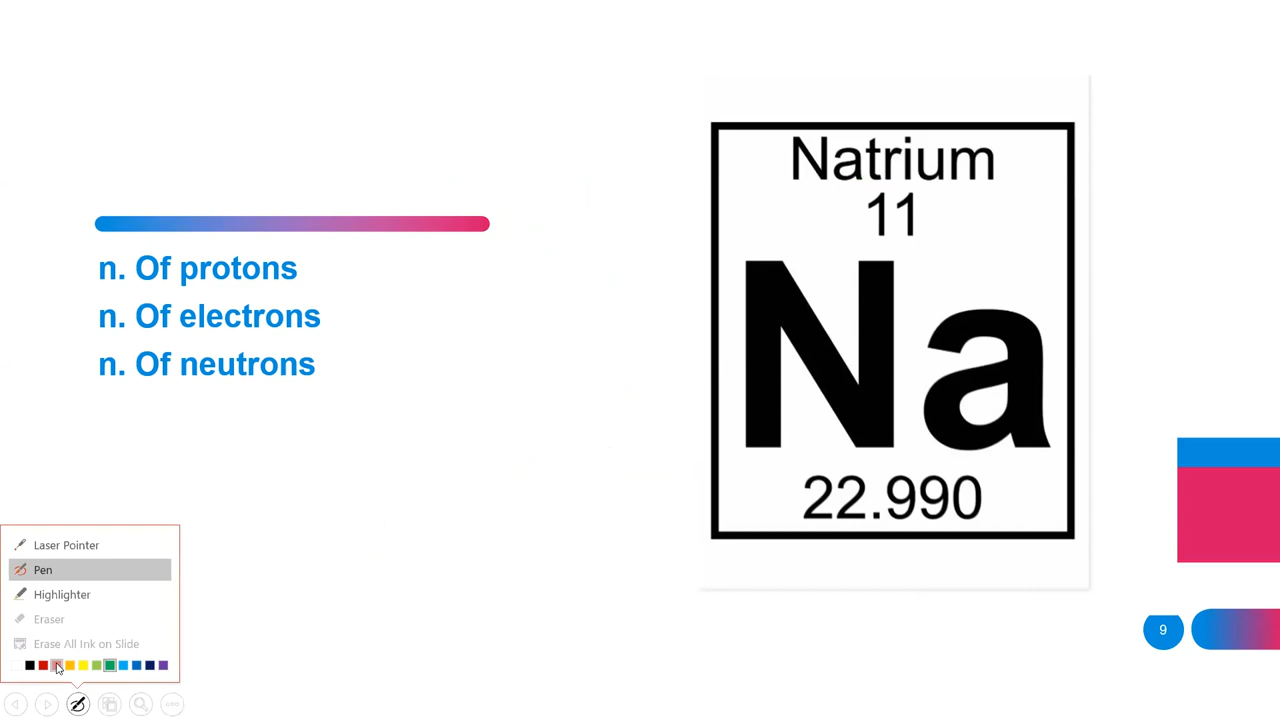 n. Of protons
n. Of electrons
n. Of neutrons
Natrium
11
Na
22.990
Laser Pointer
Pen
Highlighter
Eraser
Erase All Ink on Slide
9